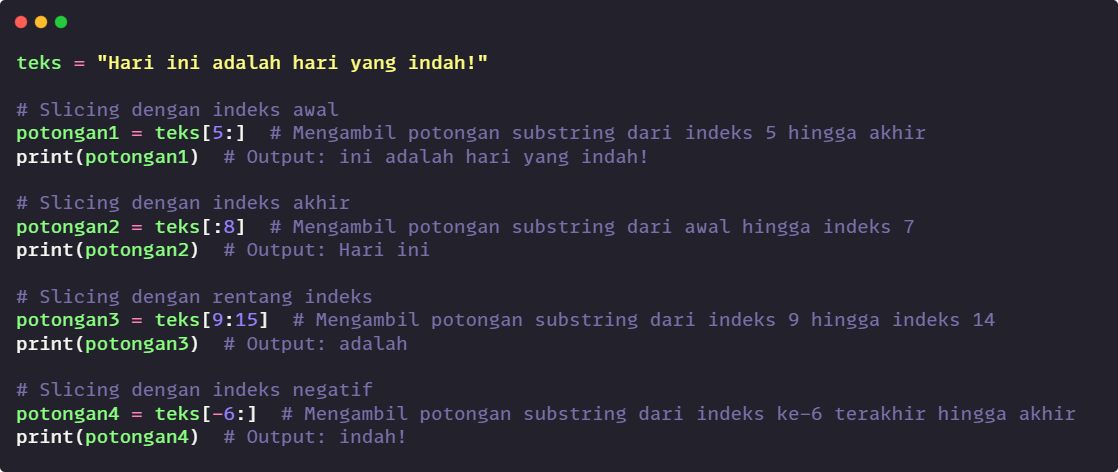 teks = "Hari ini adalah hari yang indah!"
# Slicing dengan indeks awal
potongan1 = teks[5:]  # Mengambil potongan substring dari indeks 5 hingga akhir
print(potongan1)  # Output: ini adalah hari yang indah!
# Slicing dengan indeks akhir
potongan2 = teks[:8]  # Mengambil potongan substring dari awal hingga indeks 7
print(potongan2)  # Output: Hari ini
# Slicing dengan rentang indeks
potongan3 = teks[9:15]  # Mengambil potongan substring dari indeks 9 hingga indeks 14
print(potongan3)  # Output: adalah
# Slicing dengan indeks negatif
potongan4 = teks[-6:]  # Mengambil potongan substring dari indeks ke-6 terakhir hingga akhir
print(potongan4)  # Output: indah!